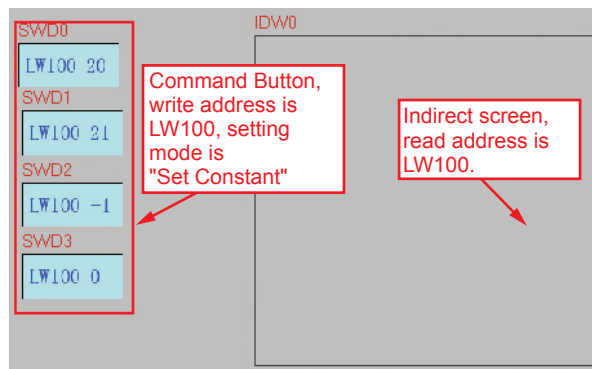 SWD0
LW100 20
SWD1
LW100 21
SWD2
LW100 -1
SWD3
LW100 0
Command Button,
write address is
LW100, setting
mode is
"Set Constant"
IDW0
Indirect screen,
read address is
LW100.